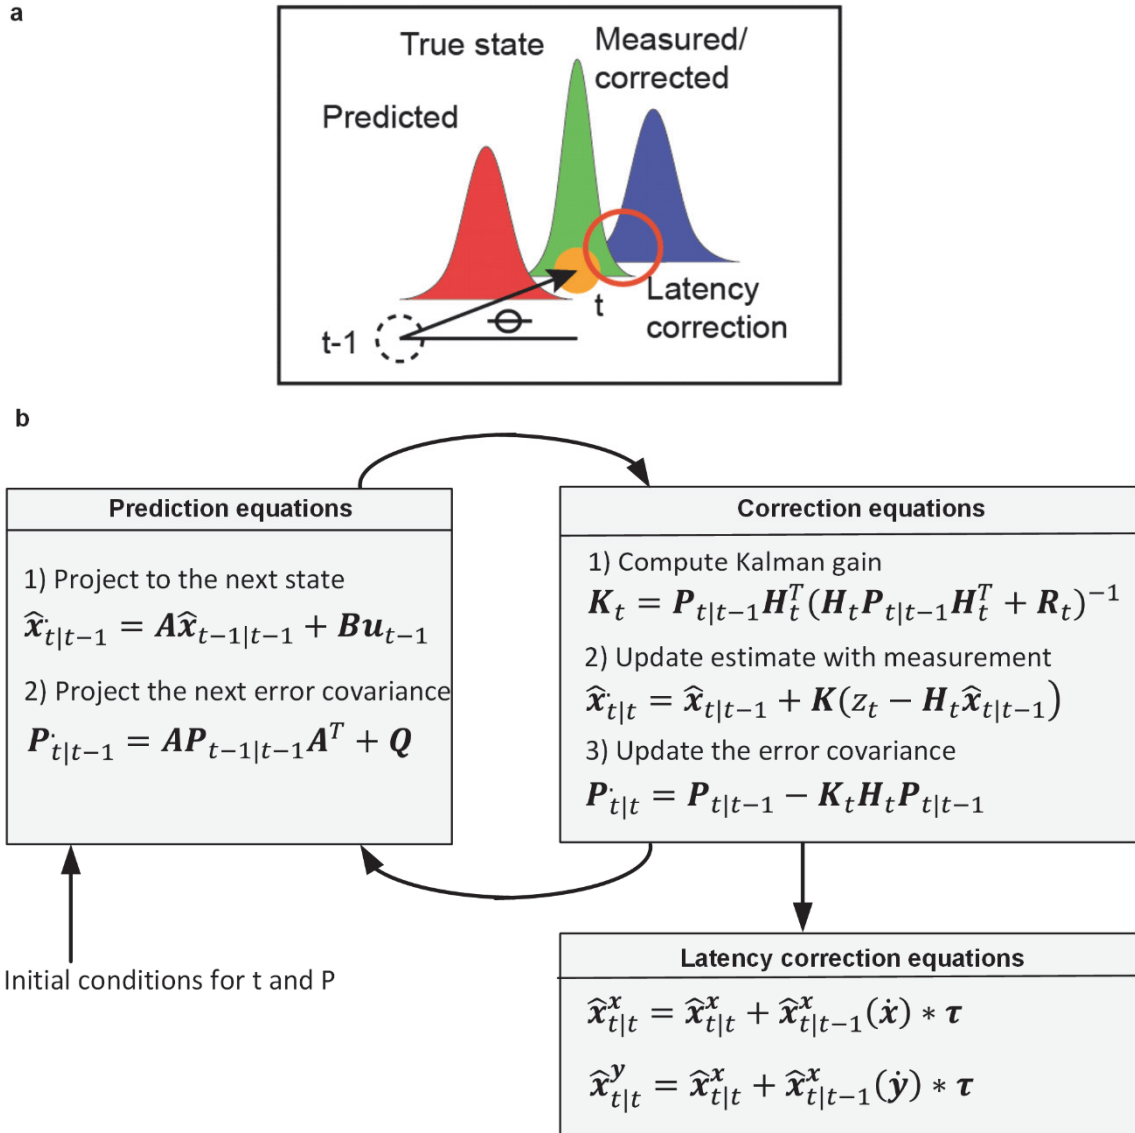 a
True state
Measured/
corrected
Predicted
t
Latency
correction
t-1
ϴ
b
Prediction equations
1) Project to the next state
x̂˙ₜ|ₜ₋₁ = Ax̂ₜ₋₁|ₜ₋₁ + Buₜ₋₁
2) Project the next error covariance
P˙ₜ|ₜ₋₁ = APₜ₋₁|ₜ₋₁Aᵀ + Q
Initial conditions for t and P
Correction equations
1) Compute Kalman gain
Kₜ = Pₜ|ₜ₋₁Hₜᵀ(HₜPₜ|ₜ₋₁Hₜᵀ + Rₜ)⁻¹
2) Update estimate with measurement
x̂˙ₜ|ₜ = x̂ₜ|ₜ₋₁ + K(zₜ − Hₜx̂ₜ|ₜ₋₁)
3) Update the error covariance
P˙ₜ|ₜ = Pₜ|ₜ₋₁ − KₜHₜPₜ|ₜ₋₁
Latency correction equations
x̂ˣₜ|ₜ = x̂ˣₜ|ₜ + x̂ˣₜ|ₜ₋₁(ẋ) ∗ τ
x̂ʸₜ|ₜ = x̂ˣₜ|ₜ + x̂ˣₜ|ₜ₋₁(ẏ) ∗ τ